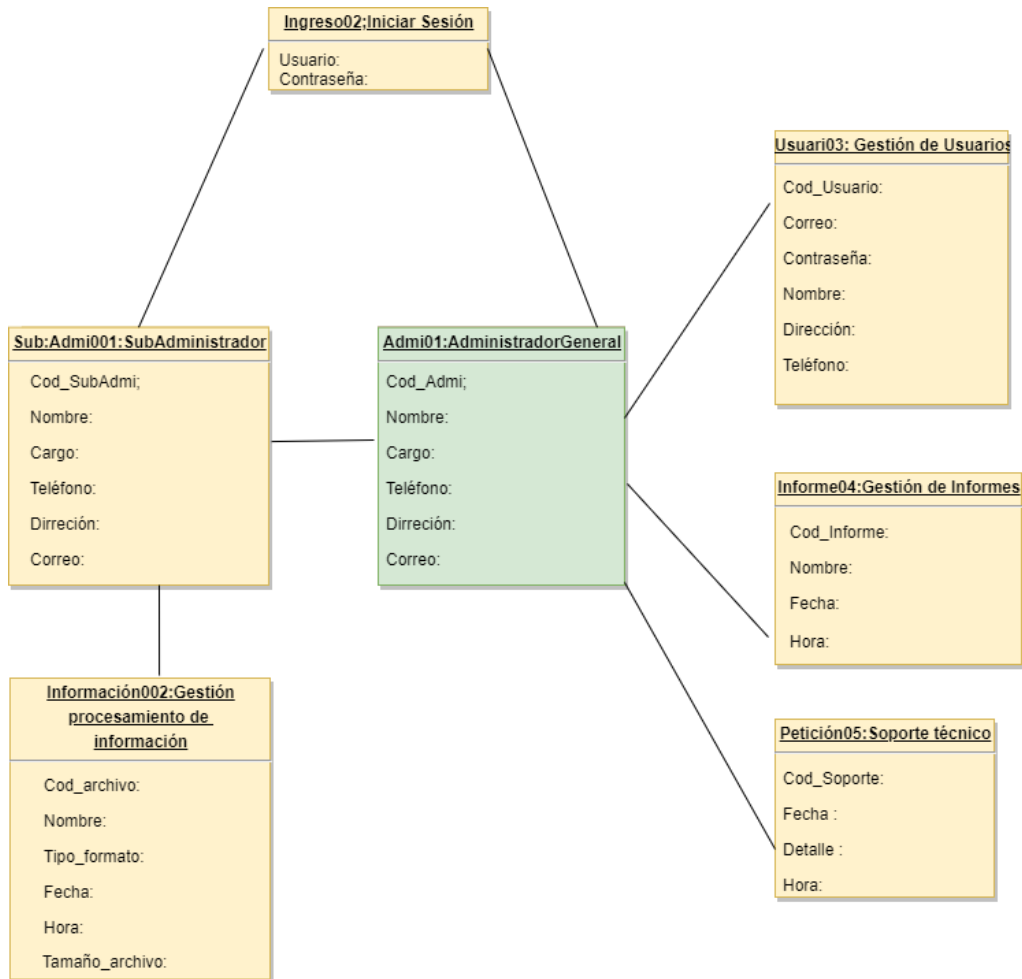 Ingreso02;Iniciar Sesión
Usuario:
Contraseña:
Usuari03: Gestión de Usuarios
Cod_Usuario:
Correo:
Contraseña:
Nombre:
Dirección:
Teléfono:
Sub:Admi001:SubAdministrador
Cod_SubAdmi;
Nombre:
Cargo:
Teléfono:
Dirreción:
Correo:
Admi01:AdministradorGeneral
Cod_Admi;
Nombre:
Cargo:
Teléfono:
Dirreción:
Correo:
Informe04:Gestión de Informes
Cod_Informe:
Nombre:
Fecha:
Hora:
Información002:Gestión
procesamiento de
información
Cod_archivo:
Nombre:
Tipo_formato:
Fecha:
Hora:
Tamaño_archivo:
Petición05:Soporte técnico
Cod_Soporte:
Fecha :
Detalle :
Hora: